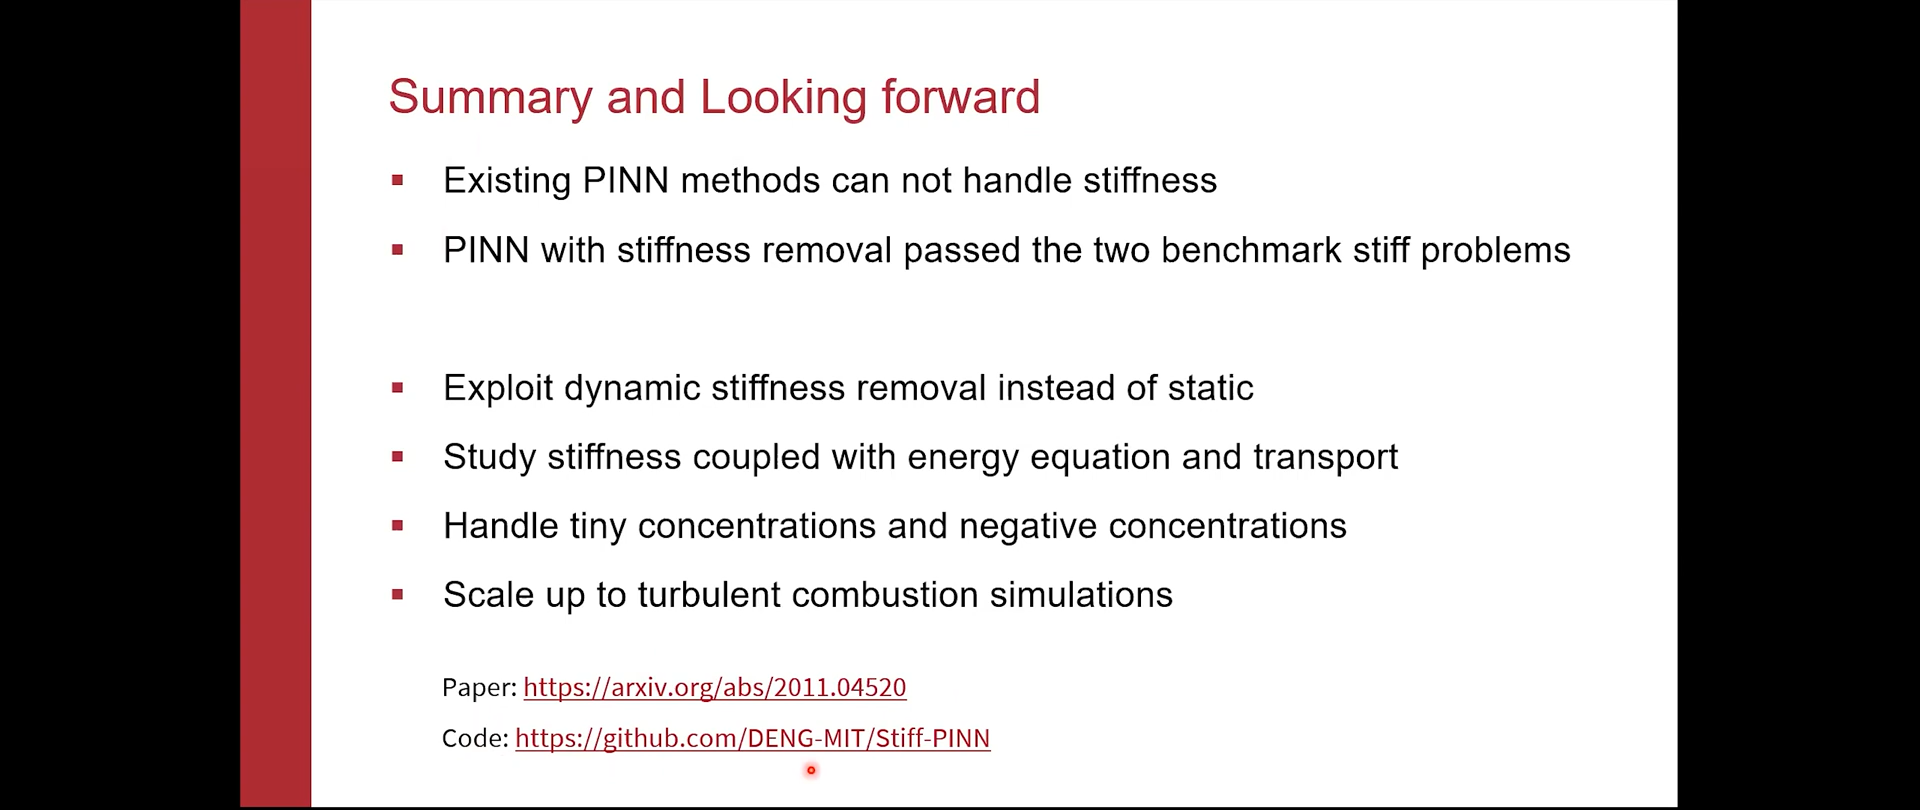 Summary and Looking forward
▪ Existing PINN methods can not handle stiffness
▪ PINN with stiffness removal passed the two benchmark stiff problems
▪ Exploit dynamic stiffness removal instead of static
▪ Study stiffness coupled with energy equation and transport
▪ Handle tiny concentrations and negative concentrations
▪ Scale up to turbulent combustion simulations
Paper: https://arxiv.org/abs/2011.04520
Code: https://github.com/DENG-MIT/Stiff-PINN